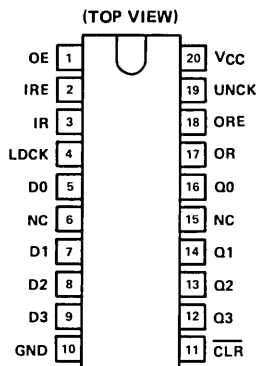 (TOP VIEW)
OE 1 20 VCC
IRE 2 19 UNCK
IR 3 18 ORE
LDCK 4 17 OR
D0 5 16 Q0
NC 6 15 NC
D1 7 14 Q1
D2 8 13 Q2
D3 9 12 Q3
GND 10 11 C̅L̅R̅